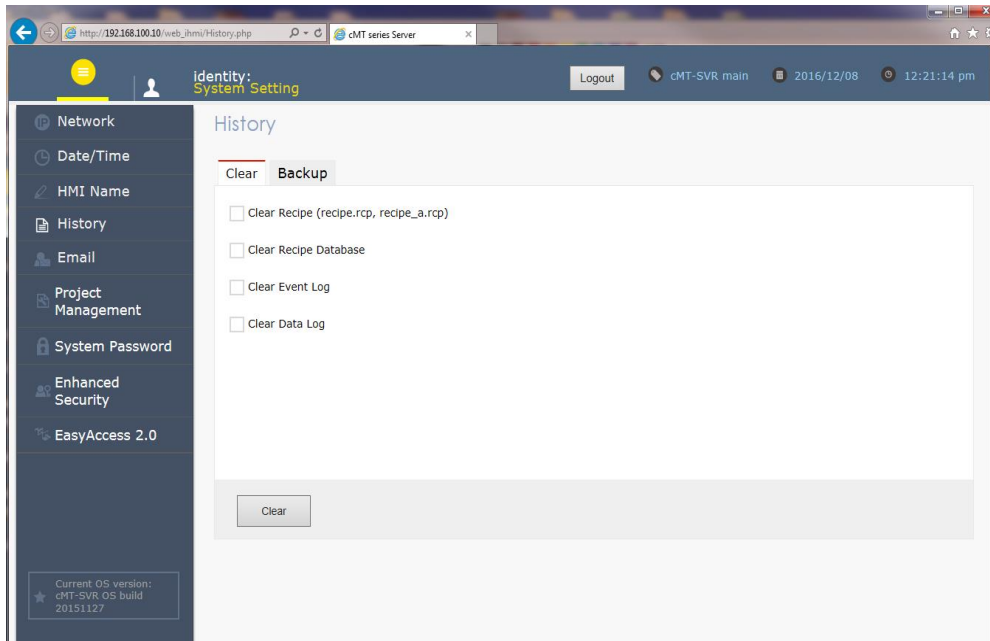 http://192.168.100.10/web_ihmi/History.php
cMT series Server
identity:
System Setting
Logout
cMT-SVR main
2016/12/08
12:21:14 pm
Network
Date/Time
HMI Name
History
Email
Project
Management
System Password
Enhanced
Security
EasyAccess 2.0
Current OS version:
cMT-SVR OS build
20151127
History
Clear Backup
Clear Recipe (recipe.rcp, recipe_a.rcp)
Clear Recipe Database
Clear Event Log
Clear Data Log
Clear